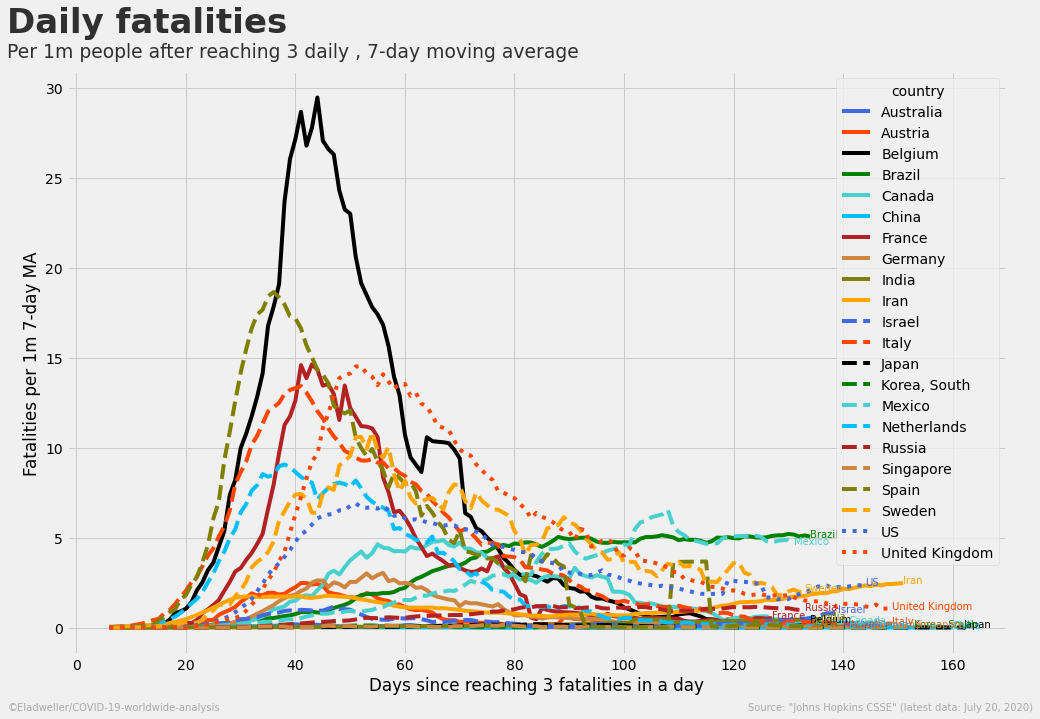 Daily fatalities
Per 1m people after reaching 3 daily , 7-day moving average
Fatalities per 1m 7-day MA
30
25
20
15
10
5
0
0 20 40 60 80 100 120 140 160
Days since reaching 3 fatalities in a day
country
Australia
Austria
Belgium
Brazil
Canada
China
France
Germany
India
Iran
Israel
Italy
Japan
Korea, South
Mexico
Netherlands
Russia
Singapore
Spain
Sweden
US
United Kingdom
Brazil
Mexico
US
Iran
Russia
Israel
United Kingdom
France
Belgium
Canada
Italy
Japan
©Eladweller/COVID-19-worldwide-analysis
Source: "Johns Hopkins CSSE" (latest data: July 20, 2020)